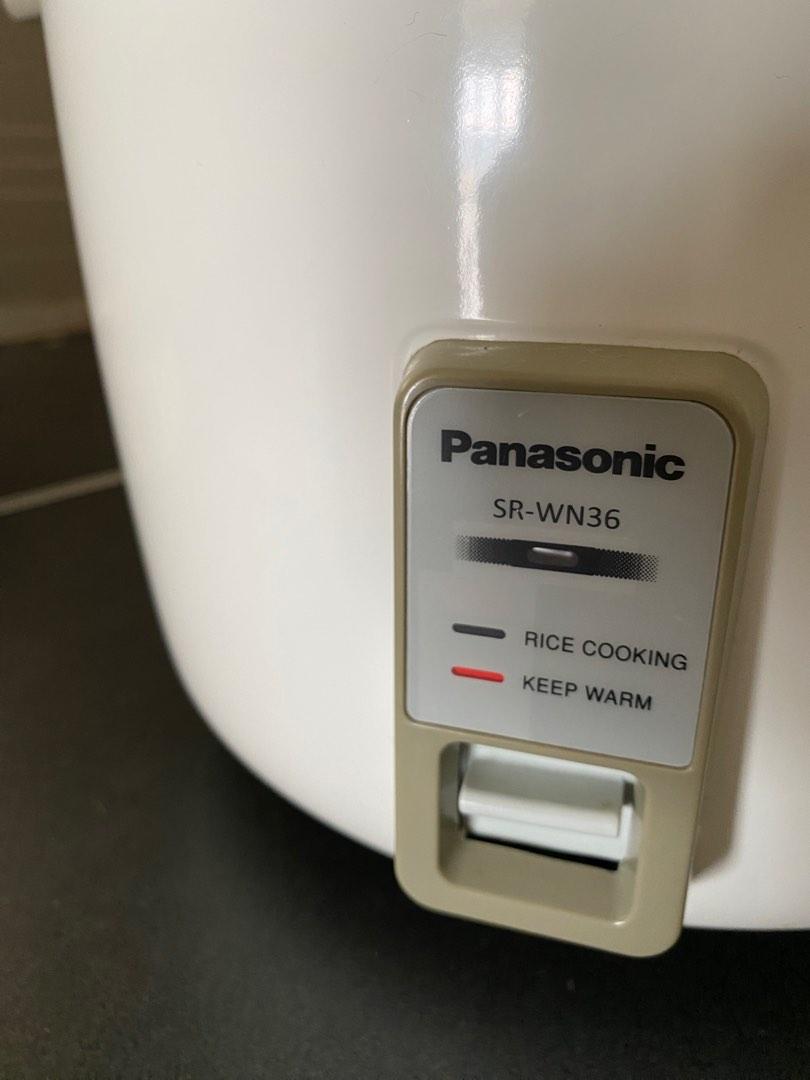 Panasonic
SR-WN36
RICE COOKING
KEEP WARM